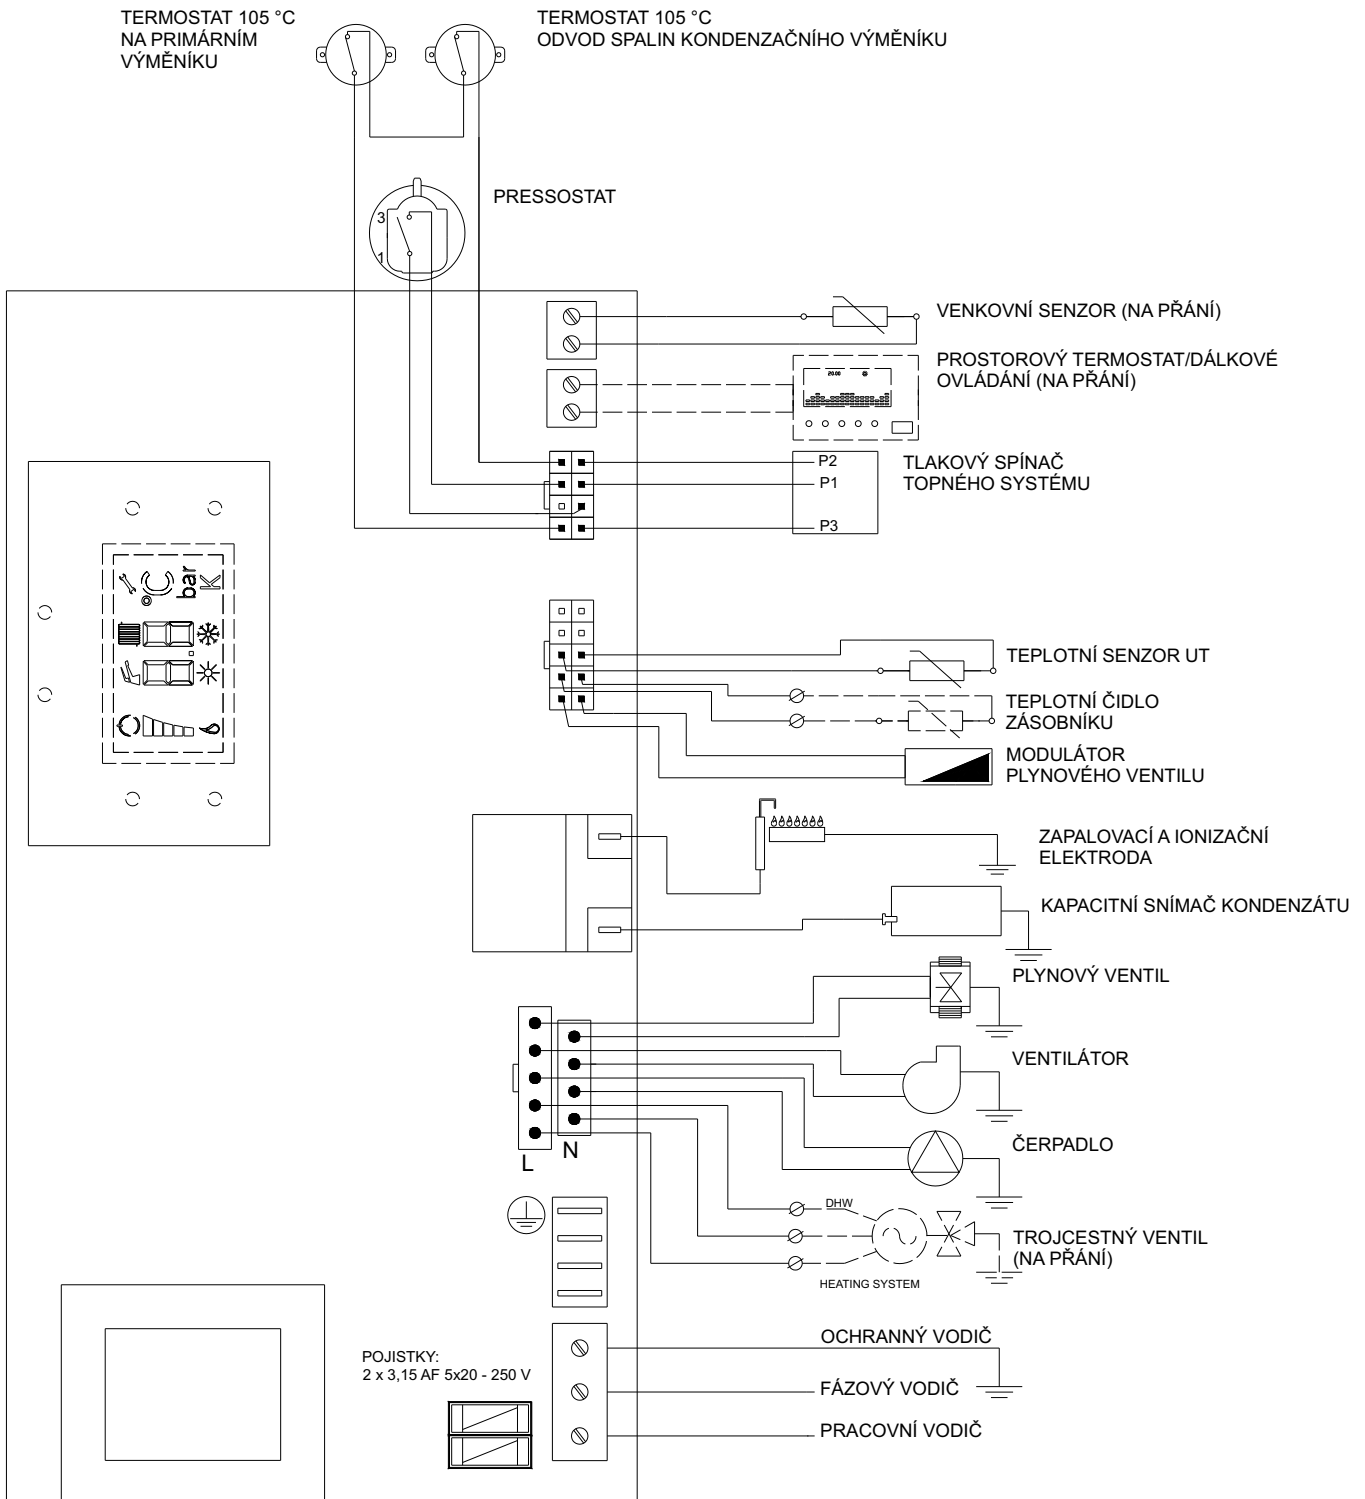 TERMOSTAT 105 °C
NA PRIMÁRNÍM
VÝMĚNÍKU
TERMOSTAT 105 °C
ODVOD SPALIN KONDENZAČNÍHO VÝMĚNÍKU
PRESSOSTAT
3
1
VENKOVNÍ SENZOR (NA PŘÁNÍ)
PROSTOROVÝ TERMOSTAT/DÁLKOVÉ
OVLÁDÁNÍ (NA PŘÁNÍ)
20.00
P2
P1
P3
TLAKOVÝ SPÍNAČ
TOPNÉHO SYSTÉMU
°C
bar
K
TEPLOTNÍ SENZOR UT
TEPLOTNÍ ČIDLO
ZÁSOBNÍKU
MODULÁTOR
PLYNOVÉHO VENTILU
ZAPALOVACÍ A IONIZAČNÍ
ELEKTRODA
KAPACITNÍ SNÍMAČ KONDENZÁTU
PLYNOVÝ VENTIL
VENTILÁTOR
ČERPADLO
L
N
DHW
HEATING SYSTEM
TROJCESTNÝ VENTIL
(NA PŘÁNÍ)
POJISTKY:
2 x 3,15 AF 5x20 - 250 V
OCHRANNÝ VODIČ
FÁZOVÝ VODIČ
PRACOVNÍ VODIČ